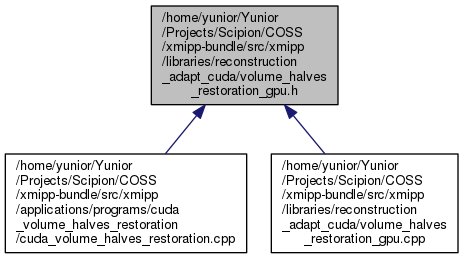 /home/yunior/Yunior
/Projects/Scipion/COSS
/xmipp-bundle/src/xmipp
/libraries/reconstruction
_adapt_cuda/volume_halves
_restoration_gpu.h
/home/yunior/Yunior
/Projects/Scipion/COSS
/xmipp-bundle/src/xmipp
/applications/programs/cuda
_volume_halves_restoration
/cuda_volume_halves_restoration.cpp
/home/yunior/Yunior
/Projects/Scipion/COSS
/xmipp-bundle/src/xmipp
/libraries/reconstruction
_adapt_cuda/volume_halves
_restoration_gpu.cpp